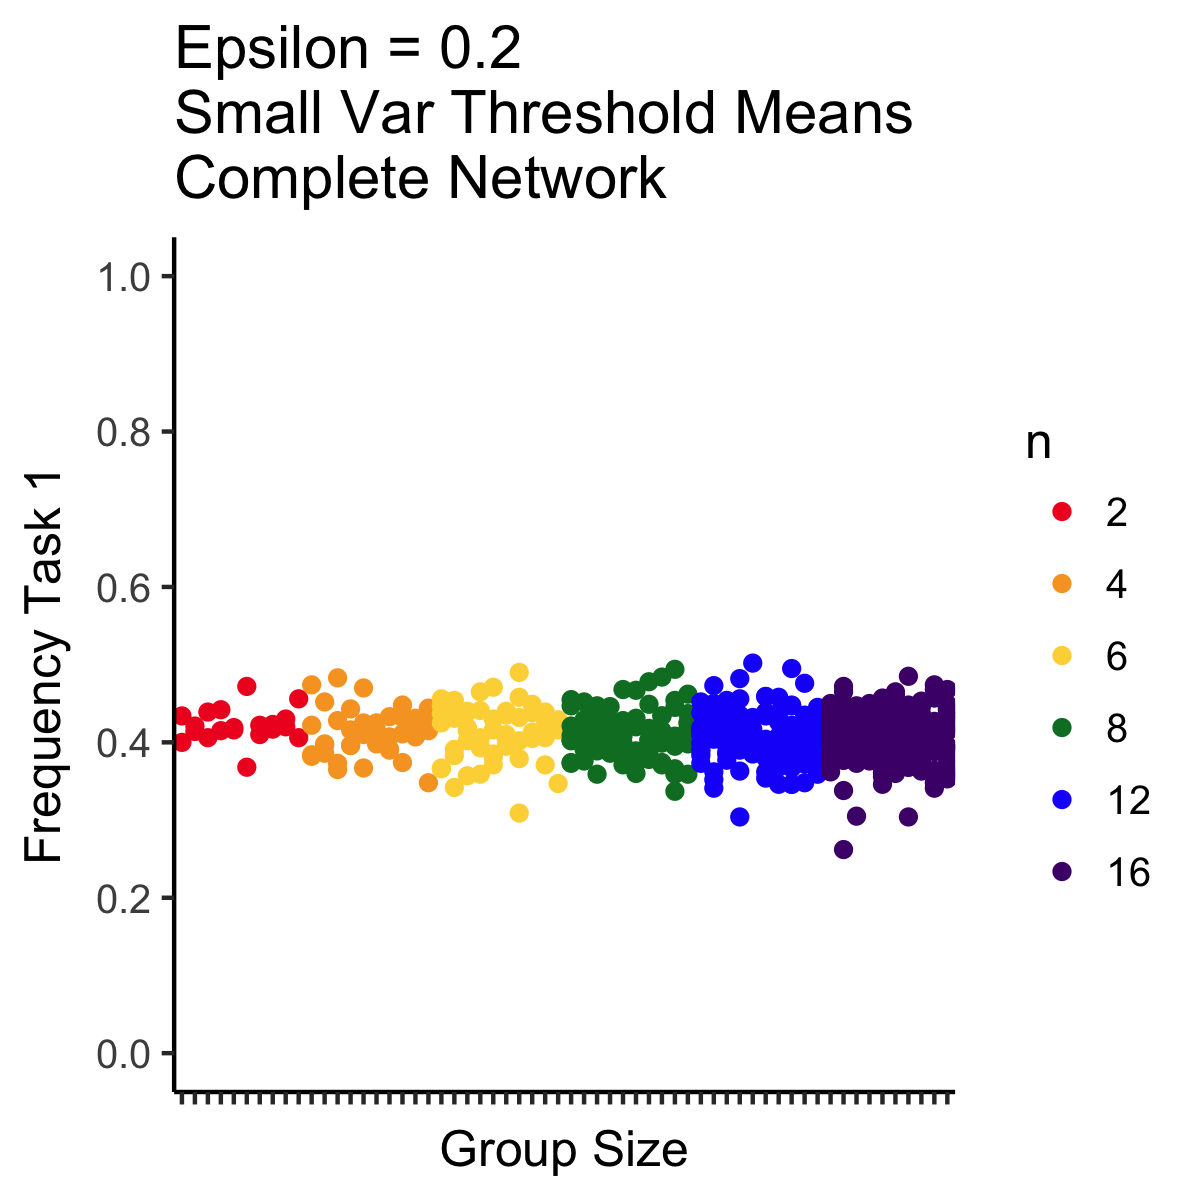 Epsilon = 0.2
Small Var Threshold Means
Complete Network
1.0
0.8
0.6
0.4
0.2
0.0
Frequency Task 1
Group Size
n
2
4
6
8
12
16